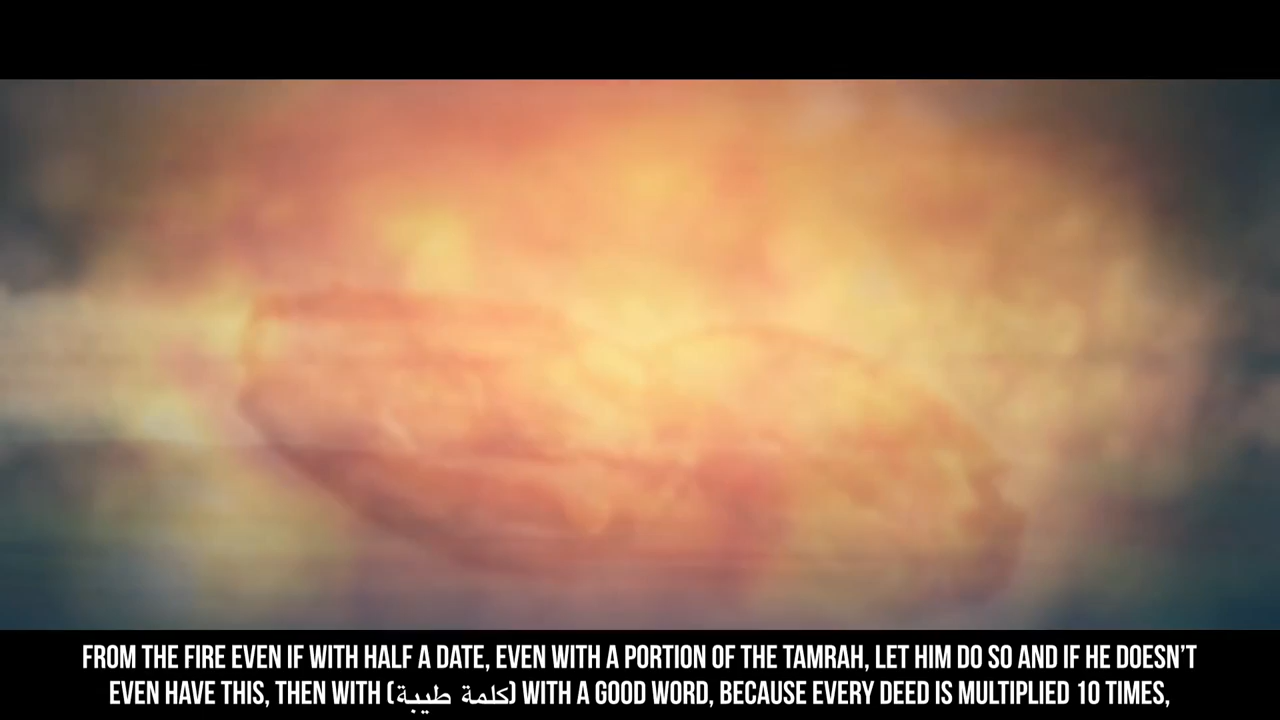 FROM THE FIRE EVEN IF WITH HALF A DATE, EVEN WITH A PORTION OF THE TAMRAH, LET HIM DO SO AND IF HE DOESN’T
EVEN HAVE THIS, THEN WITH (كلمة طيبة) WITH A GOOD WORD, BECAUSE EVERY DEED IS MULTIPLIED 10 TIMES,